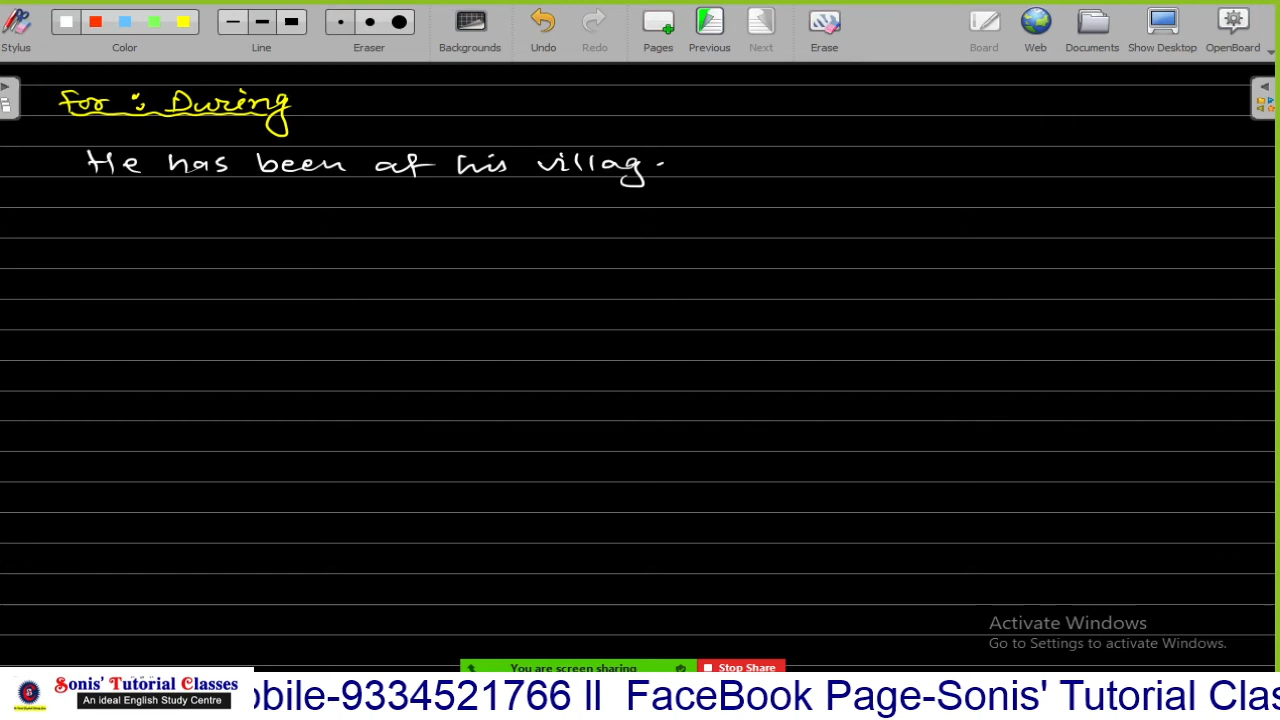 Stylus Color Line Eraser Backgrounds Undo Redo Pages Previous Next Erase Board Web Documents Show Desktop OpenBoard
For : During
He has been at his villag
Activate Windows
Go to Settings to activate Windows.
You are screen sharing Stop Share
Sonis' Tutorial Classes
An ideal English Study Centre
obile-9334521766 ll FaceBook Page-Sonis' Tutorial Clas